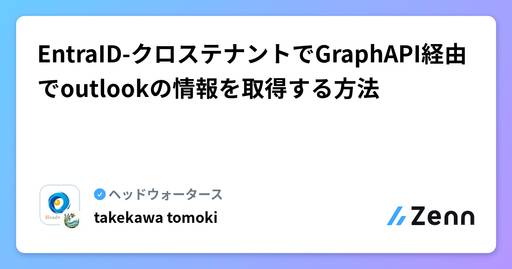 EntraID-クロステナントでGraphAPI経由
でoutlookの情報を取得する方法
ヘッドウォータース
takekawa tomoki
Zenn